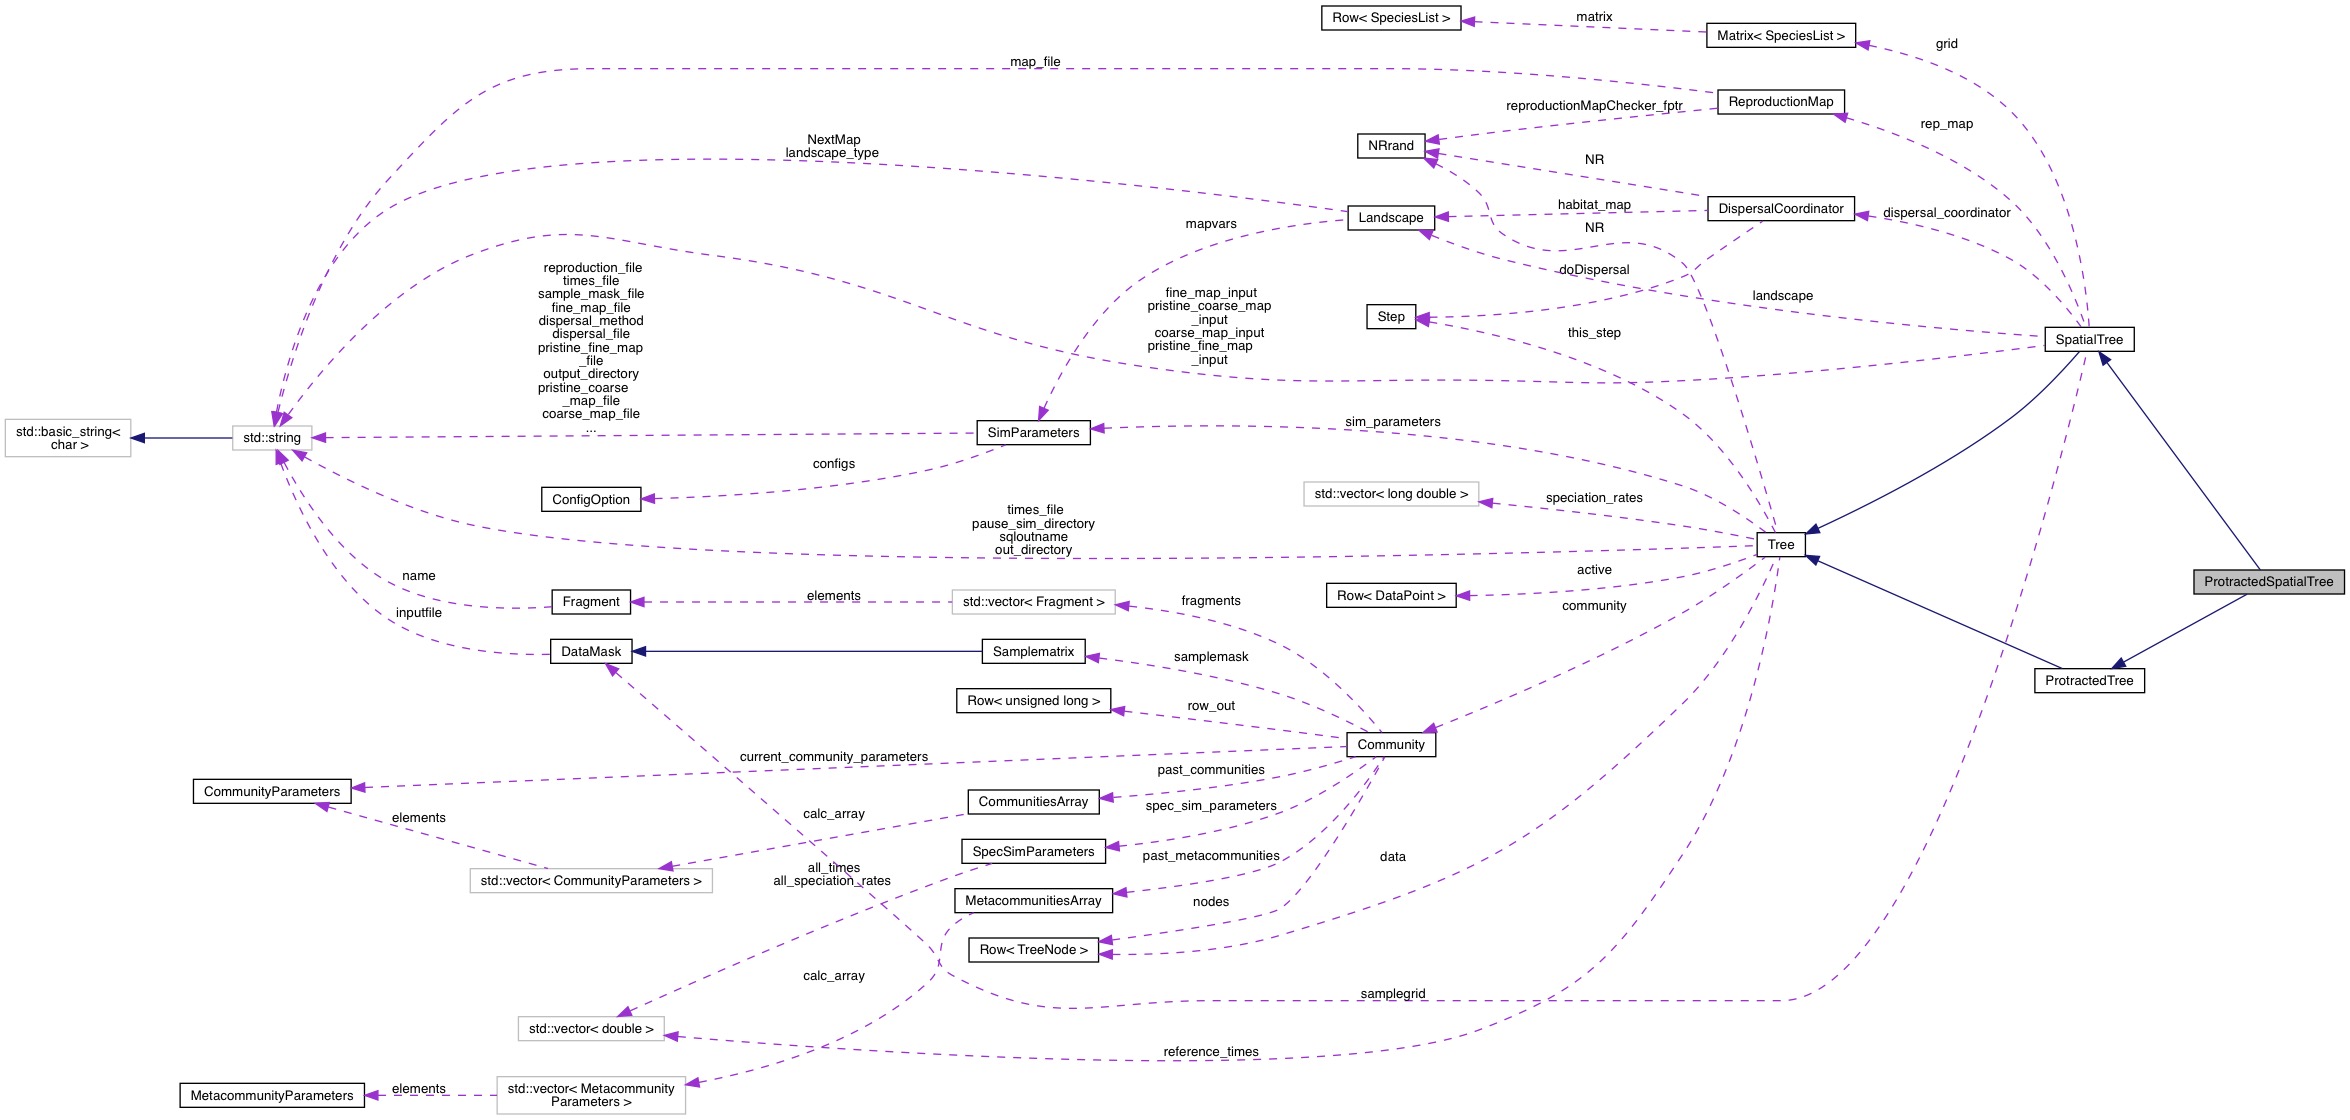 Row< SpeciesList >
matrix
Matrix< SpeciesList >
grid
map_file
ReproductionMap
reproductionMapChecker_fptr
rep_map
NRrand
NextMap
landscape_type
NR
DispersalCoordinator
dispersal_coordinator
habitat_map
Landscape
mapvars
NR
doDispersal
landscape
reproduction_file
times_file
sample_mask_file
fine_map_file
dispersal_method
dispersal_file
pristine_fine_map
_file
output_directory
pristine_coarse
_map_file
coarse_map_file
...
fine_map_input
pristine_coarse_map
_input
coarse_map_input
pristine_fine_map
_input
Step
this_step
SpatialTree
std::basic_string<
char >
std::string
SimParameters
sim_parameters
configs
ConfigOption
std::vector< long double >
speciation_rates
times_file
pause_sim_directory
sqloutname
out_directory
Tree
active
Row< DataPoint >
ProtractedSpatialTree
name
Fragment
elements
std::vector< Fragment >
fragments
community
inputfile
DataMask
Samplematrix
samplemask
ProtractedTree
Row< unsigned long >
row_out
Community
current_community_parameters
CommunityParameters
past_communities
CommunitiesArray
elements
calc_array
spec_sim_parameters
SpecSimParameters
std::vector< CommunityParameters >
all_times
all_speciation_rates
past_metacommunities
data
MetacommunitiesArray
nodes
Row< TreeNode >
calc_array
samplegrid
std::vector< double >
reference_times
MetacommunityParameters
elements
std::vector< Metacommunity
Parameters >